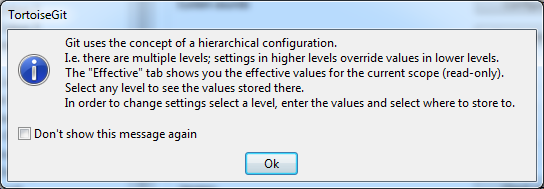 TortoiseGit
Git uses the concept of a hierarchical configuration.
I.e. there are multiple levels; settings in higher levels override values in lower levels.
The "Effective" tab shows you the effective values for the current scope (read-only).
Select any level to see the values stored there.
In order to change settings select a level, enter the values and select where to store to.
Don't show this message again
Ok